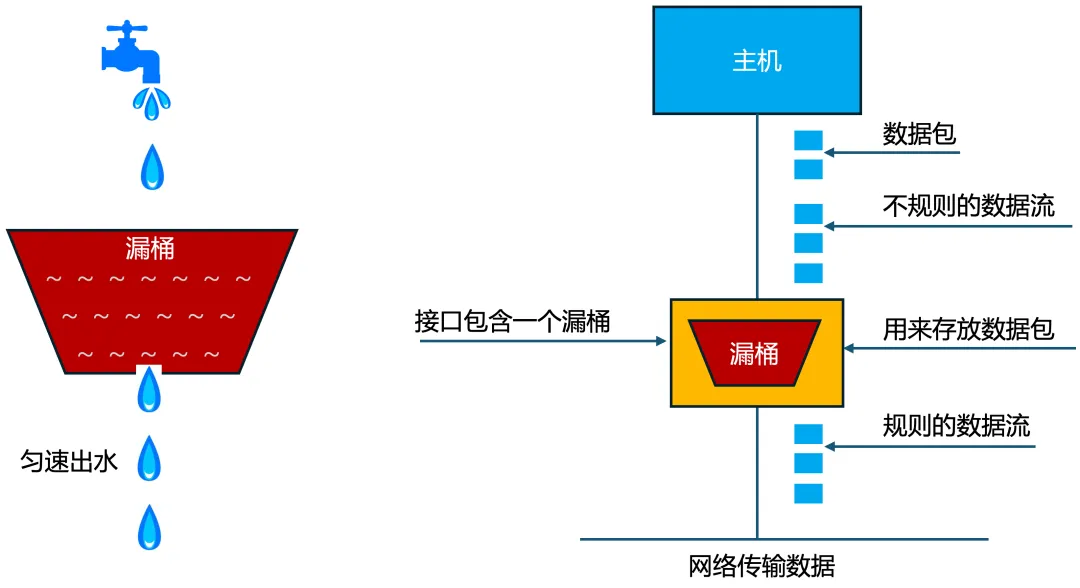 漏桶
~ ~ ~ ~ ~ ~ ~
~ ~ ~ ~ ~ ~
~ ~ ~ ~ ~
匀速出水
主机
数据包
不规则的数据流
接口包含一个漏桶
漏桶
用来存放数据包
规则的数据流
网络传输数据